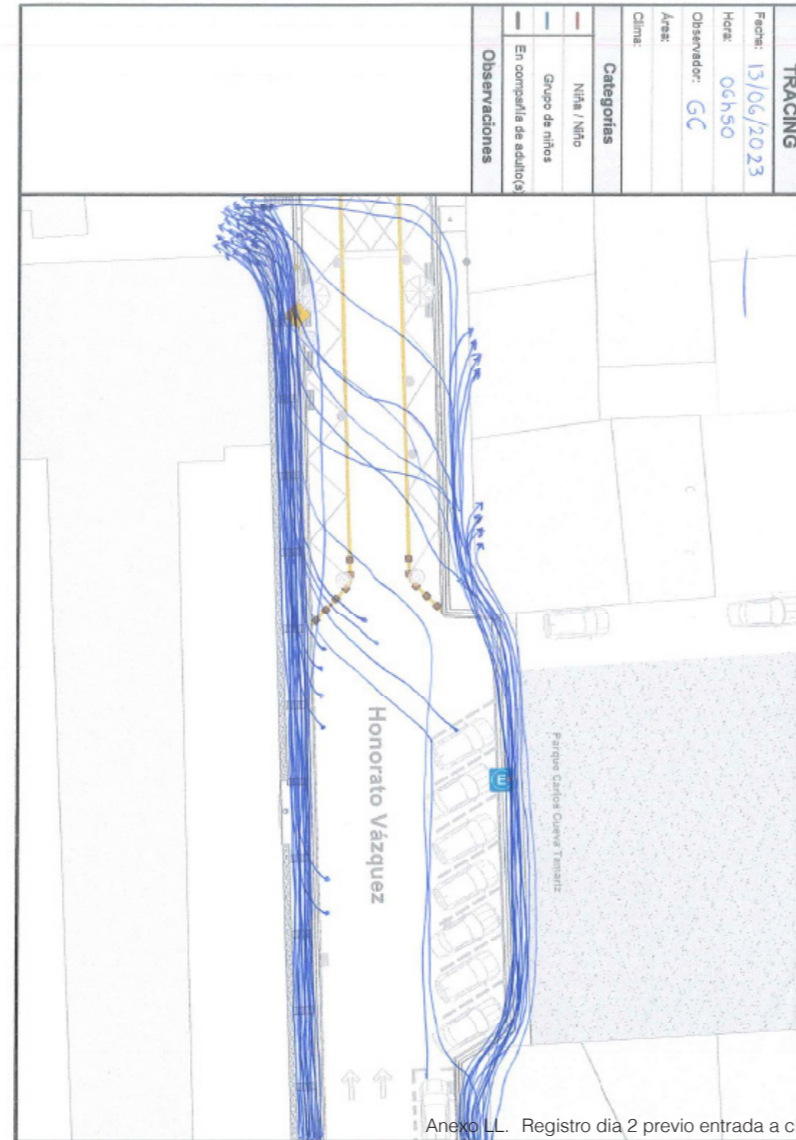 TRACING
Fecha: 13/06/2023
Hora: 06h50
Observador: GC
Área:
Clima:
Categorías
Niña / Niño
Grupo de niños
En compañía de adulto(s)
Observaciones
Honorato Vázquez
Parque Carlos Cueva Tamariz
E
Anexo LL. Registro dia 2 previo entrada a c